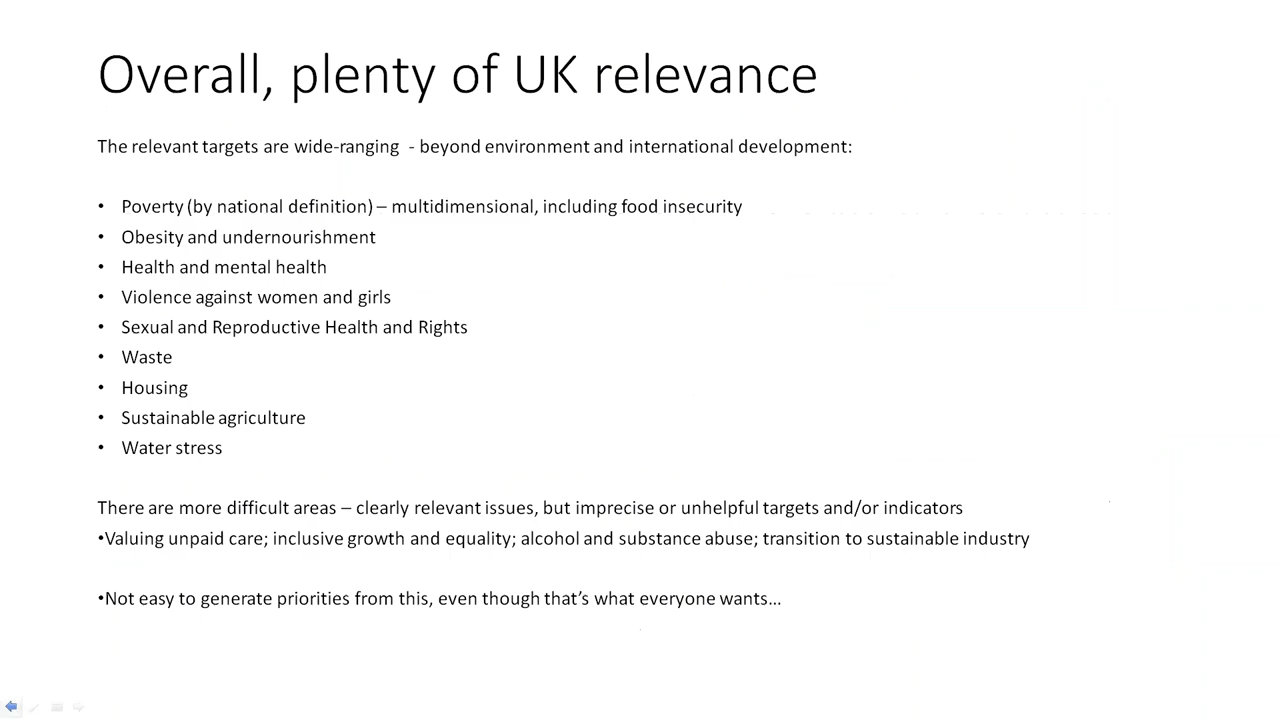 Overall, plenty of UK relevance
The relevant targets are wide-ranging  - beyond environment and international development:
• Poverty (by national definition) – multidimensional, including food insecurity
• Obesity and undernourishment
• Health and mental health
• Violence against women and girls
• Sexual and Reproductive Health and Rights
• Waste
• Housing
• Sustainable agriculture
• Water stress
There are more difficult areas – clearly relevant issues, but imprecise or unhelpful targets and/or indicators
•Valuing unpaid care; inclusive growth and equality; alcohol and substance abuse; transition to sustainable industry
•Not easy to generate priorities from this, even though that’s what everyone wants…